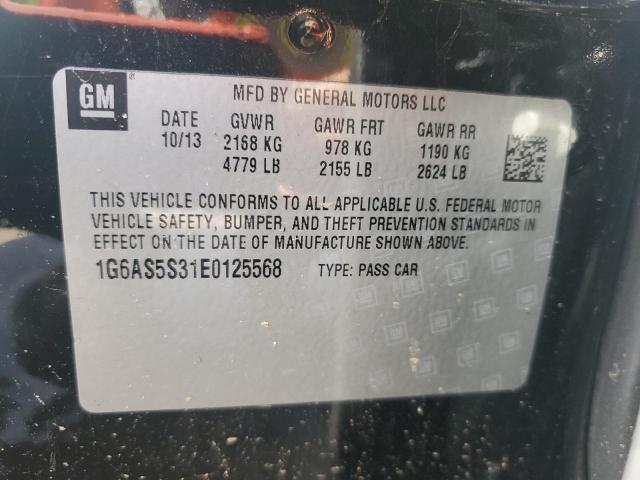 GM
MFD BY GENERAL MOTORS LLC
DATE GVWR GAWR FRT GAWR RR
10/13 2168 KG 978 KG 1190 KG
4779 LB 2155 LB 2624 LB
THIS VEHICLE CONFORMS TO ALL APPLICABLE U.S. FEDERAL MOTOR
VEHICLE SAFETY, BUMPER, AND THEFT PREVENTION STANDARDS IN
EFFECT ON THE DATE OF MANUFACTURE SHOWN ABOVE.
1G6AS5S31E0125568 TYPE: PASS CAR